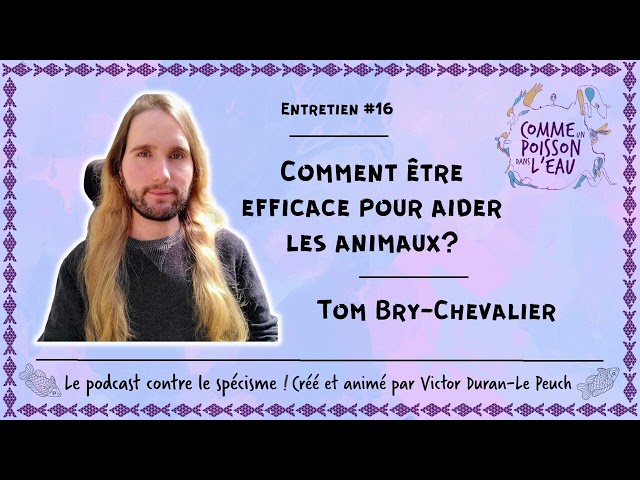 Entretien #16
COMME UN
POISSON
DANS L'EAU
Comment être
efficace pour aider
les animaux?
Tom Bry-Chevalier
Le podcast contre le spécisme ! Créé et animé par Victor Duran-Le Peuch